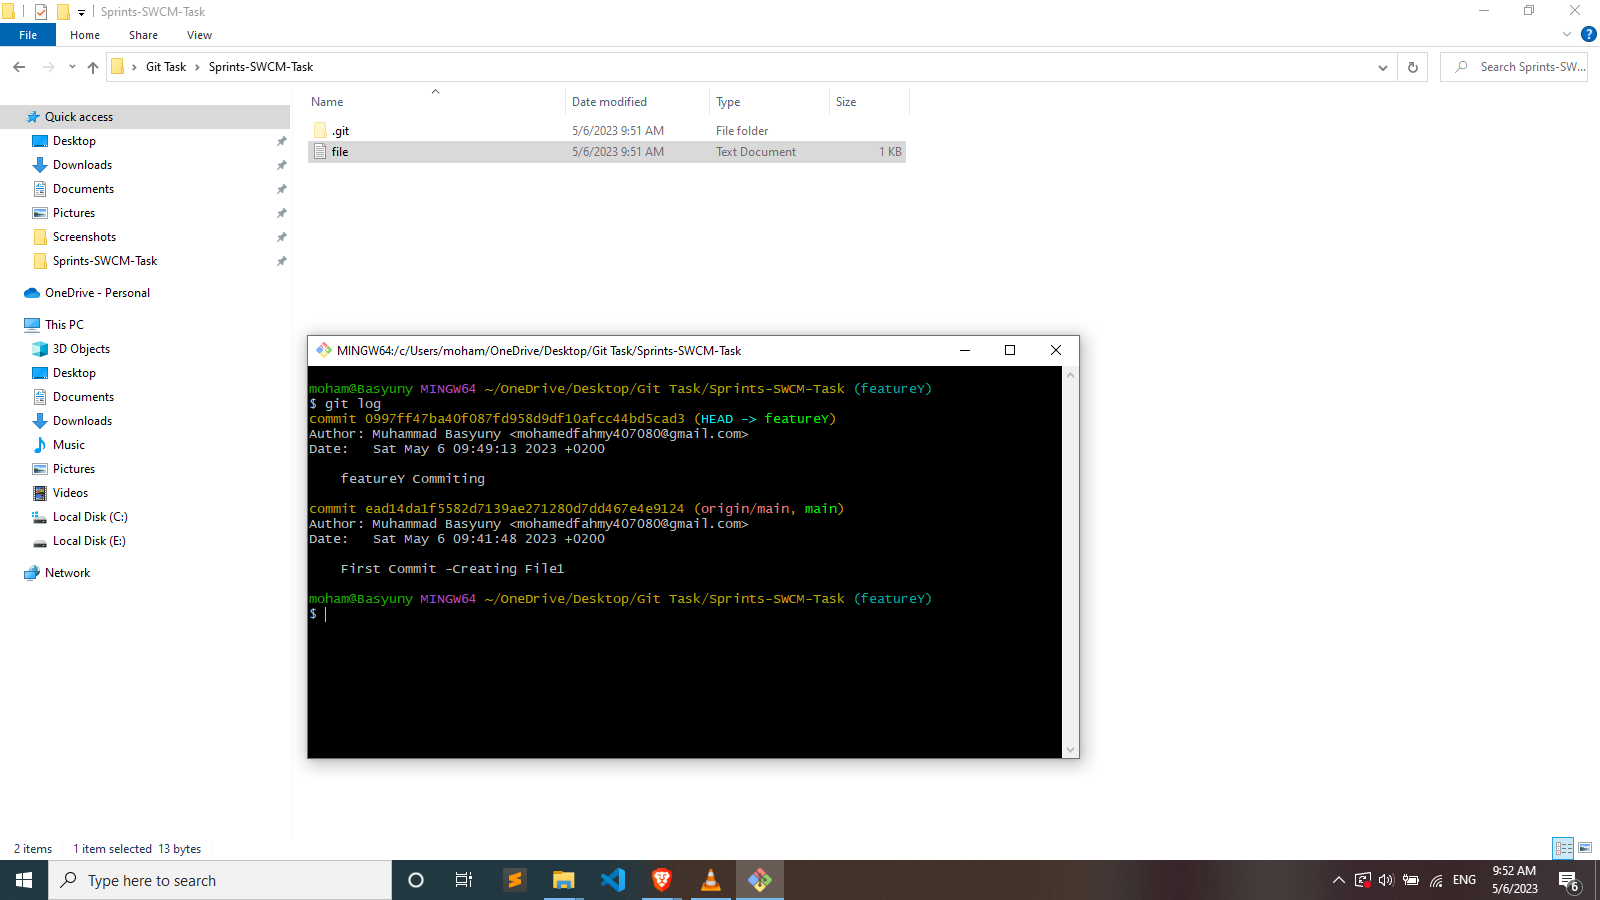 Sprints-SWCM-Task
File Home Share View
Git Task Sprints-SWCM-Task Search Sprints-SW...
Name Date modified Type Size
.git 5/6/2023 9:51 AM File folder
file 5/6/2023 9:51 AM Text Document 1 KB
Quick access
Desktop
Downloads
Documents
Pictures
Screenshots
Sprints-SWCM-Task
OneDrive - Personal
This PC
3D Objects
Desktop
Documents
Downloads
Music
Pictures
Videos
Local Disk (C:)
Local Disk (E:)
Network
MINGW64:/c/Users/moham/OneDrive/Desktop/Git Task/Sprints-SWCM-Task
moham@Basyuny MINGW64 ~/OneDrive/Desktop/Git Task/Sprints-SWCM-Task (featureY)
$ git log
commit 0997ff47ba40f087fd958d9df10afcc44bd5cad3 (HEAD -> featureY)
Author: Muhammad Basyuny <mohamedfahmy407080@gmail.com>
Date:   Sat May 6 09:49:13 2023 +0200
featureY Commiting
commit ead14da1f5582d7139ae271280d7dd467e4e9124 (origin/main, main)
Author: Muhammad Basyuny <mohamedfahmy407080@gmail.com>
Date:   Sat May 6 09:41:48 2023 +0200
First Commit -Creating File1
moham@Basyuny MINGW64 ~/OneDrive/Desktop/Git Task/Sprints-SWCM-Task (featureY)
$
2 items 1 item selected 13 bytes
Type here to search
ENG
9:52 AM
5/6/2023
6